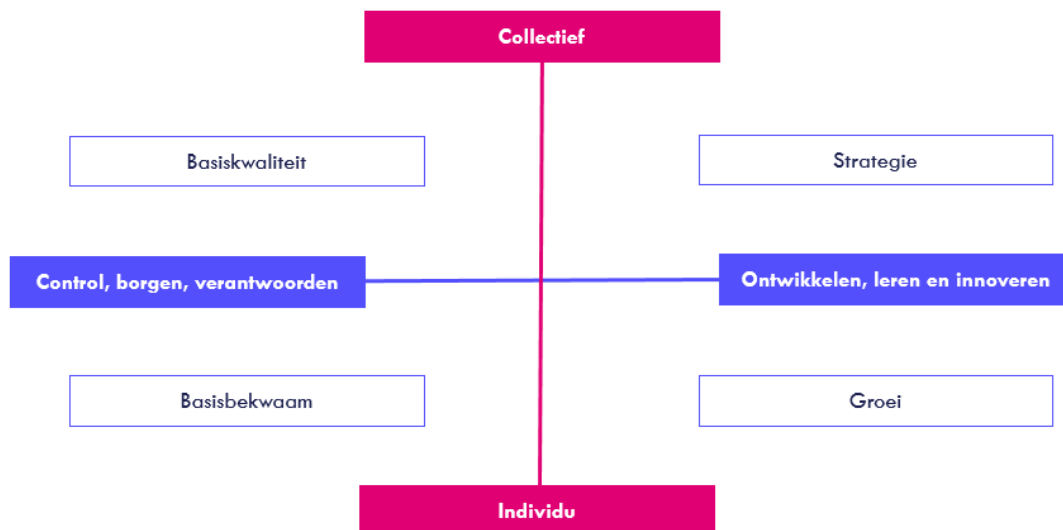 Collectief
Basiskwaliteit
Strategie
Control, borgen, verantwoorden
Ontwikkelen, leren en innoveren
Basisbekwaam
Groei
Individu